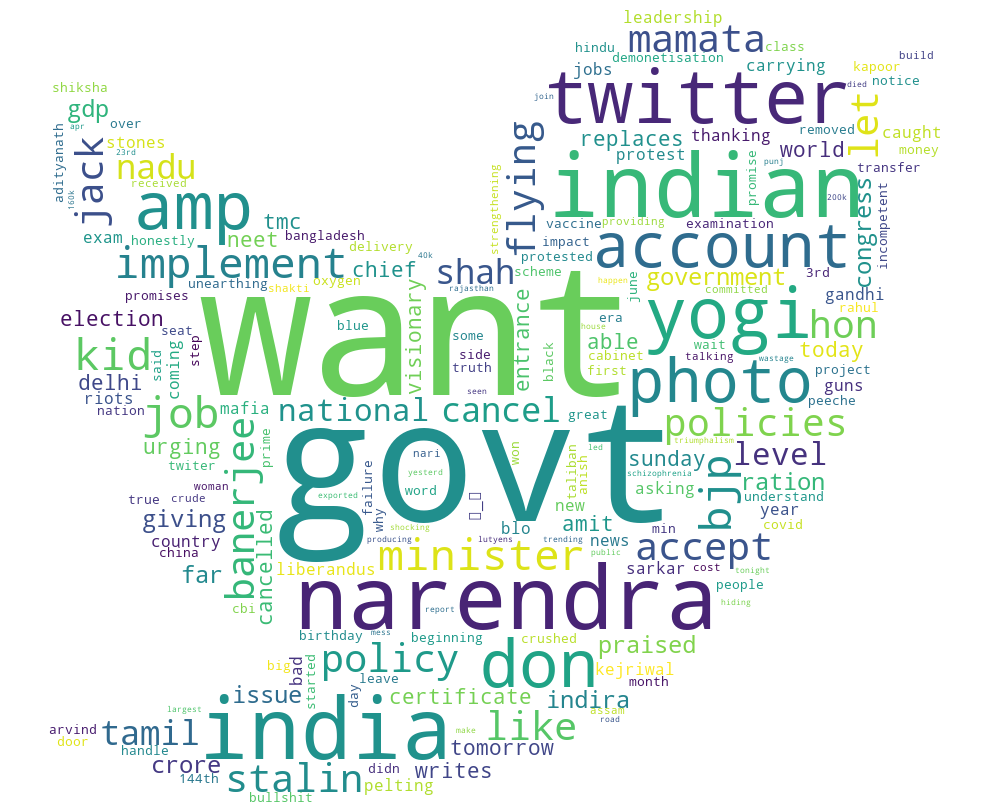 leadership
mamata
class
hindu
demonetisation
build
shiksha
jobs
carrying
kapoor
notice
died
twitter
join
gdp
apr
over
let
stones
jack
nadu
23rd
adityanath
160k
received
flying
replaces
thanking
removed
caught
protest
world
money
promise
punj
transfer
indian
amp
tmc
strengthening
congress
200k
incompetent
exam
honestly
neet
bangladesh
vaccine
providing
examination
delivery
impact
account
implement
chief
40k
shah
protested
scheme
june
government
committed
3rd
happen
unearthing
shakti
oxygen
rajasthan
gandhi
rahul
promises
want
visionary
entrance
yogi
hon
election
seat
step
blue
some
era
house
able
wait
talking
today
kid
said
coming
side
truth
black
cabinet
first
wastage
project
delhi
riots
seen
photo
guns
peeche
nation
job
mafia
national
cancel
great
policies
urging
banerjee
prime
govt
nari
won
led
triumphalism
bjp
level
twiter
woman
yesterd
word
taliban
anish
sunday
schizophrenia
asking
ration
understand
true
crude
exported
failure
why
new
year
covid
giving
shocking
blo
amit
min
country
china
producing
lutyens
trending
news
public
accept
far
cancelled
liberandus
minister
sarkar
cost
people
tonight
hiding
cbi
narendra
report
birthday
mess
beginning
crushed
praised
big
bad
policy
don
kejriwal
started
day
leave
month
issue
certificate
indira
largest
assam
road
india
like
arvind
door
tamil
make
handle
tomorrow
crore
144th
stalin
didn
writes
pelting
bullshit